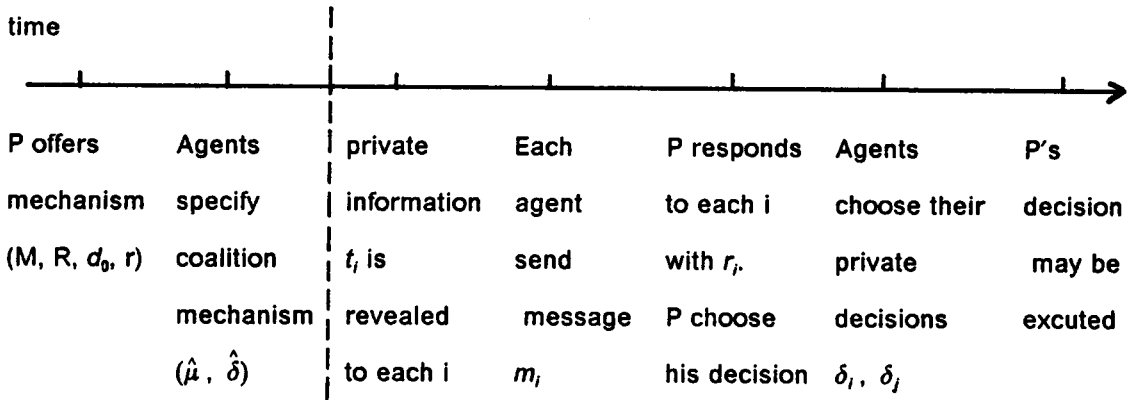 time
P offers Agents private Each P responds Agents P's
mechanism specify information agent to each i choose their decision
(M, R, d₀, r) coalition tᵢ is send with rᵢ. private may be
mechanism revealed message P choose decisions excuted
(μ̂ , δ̂) to each i mᵢ his decision δᵢ , δⱼ